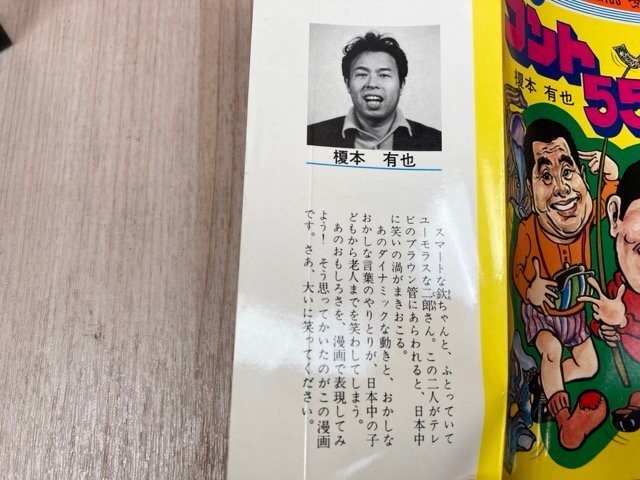 榎本　有也
スマートな欽ちゃんと、ふとっていて
ユーモラスな二郎さん。この二人がテレ
ビのブラウン管にあらわれると、日本中
に笑いの渦がまきおこる。
あのダイナミックな動きと、おかしな
おかしな言葉のやりとりが、日本中の子
どもから老人までを笑わしてしまう。
あのおもしろさを、漫画で表現してみ
よう！　そう思ってかいたのがこの漫画
です。さあ、大いに笑ってください。
コント55
榎本 有也